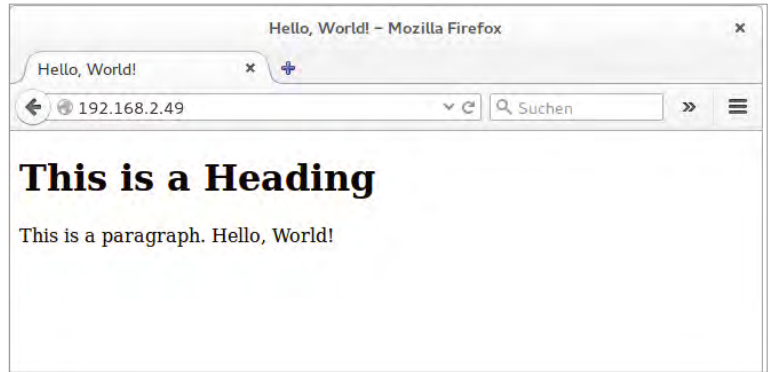 Hello, World! - Mozilla Firefox
Hello, World!
192.168.2.49
Suchen
This is a Heading
This is a paragraph. Hello, World!